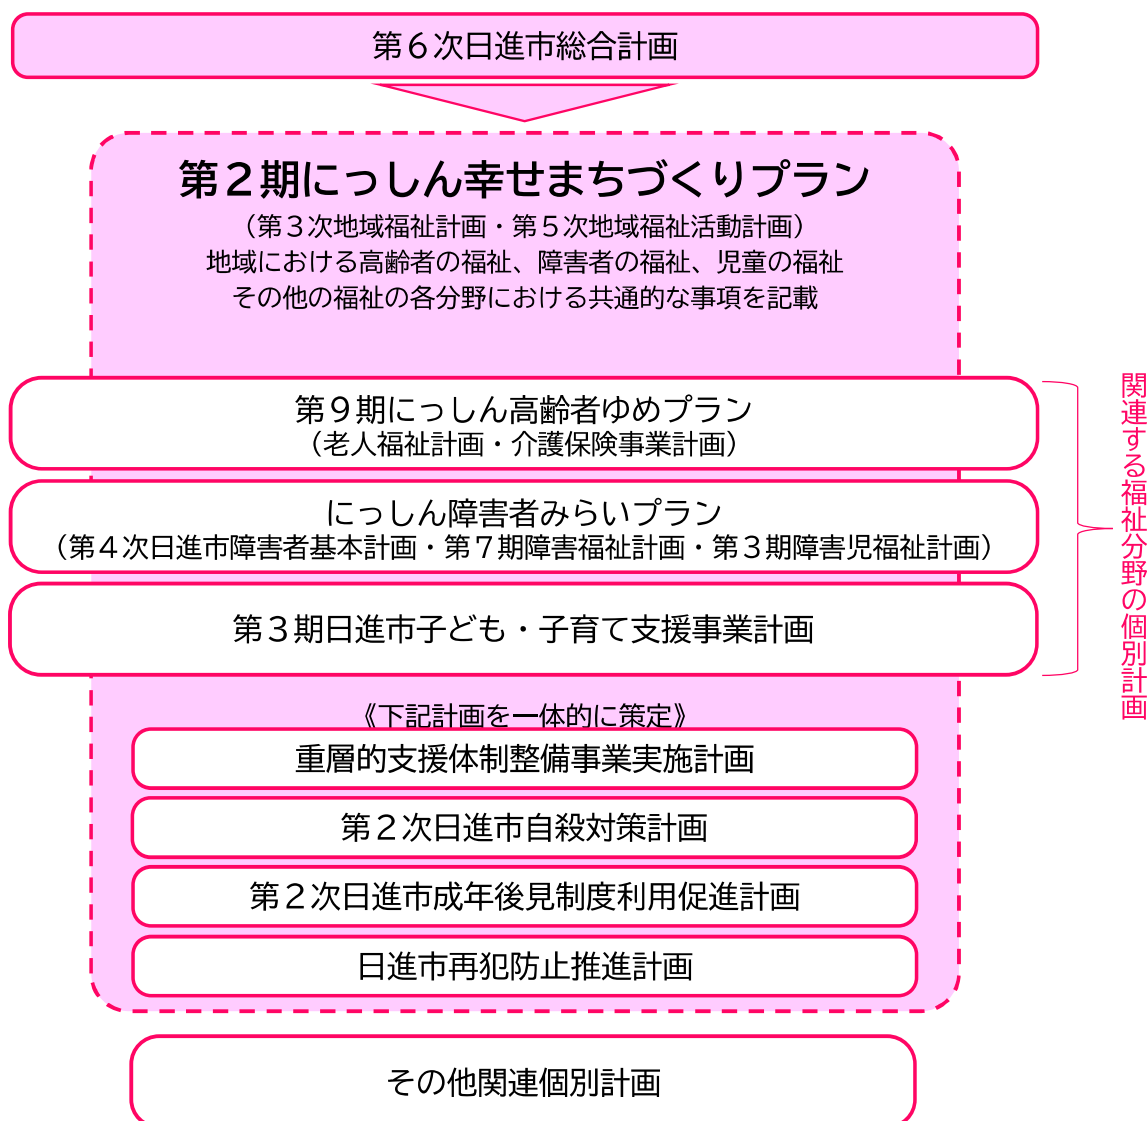 第６次日進市総合計画
第２期にっしん幸せまちづくりプラン
（第３次地域福祉計画・第５次地域福祉活動計画）
地域における高齢者の福祉、障害者の福祉、児童の福祉
その他の福祉の各分野における共通的な事項を記載
第９期にっしん高齢者ゆめプラン
（老人福祉計画・介護保険事業計画）
にっしん障害者みらいプラン
（第４次日進市障害者基本計画・第７期障害福祉計画・第３期障害児福祉計画）
第３期日進市子ども・子育て支援事業計画
関連する福祉分野の個別計画
《下記計画を一体的に策定》
重層的支援体制整備事業実施計画
第２次日進市自殺対策計画
第２次日進市成年後見制度利用促進計画
日進市再犯防止推進計画
その他関連個別計画